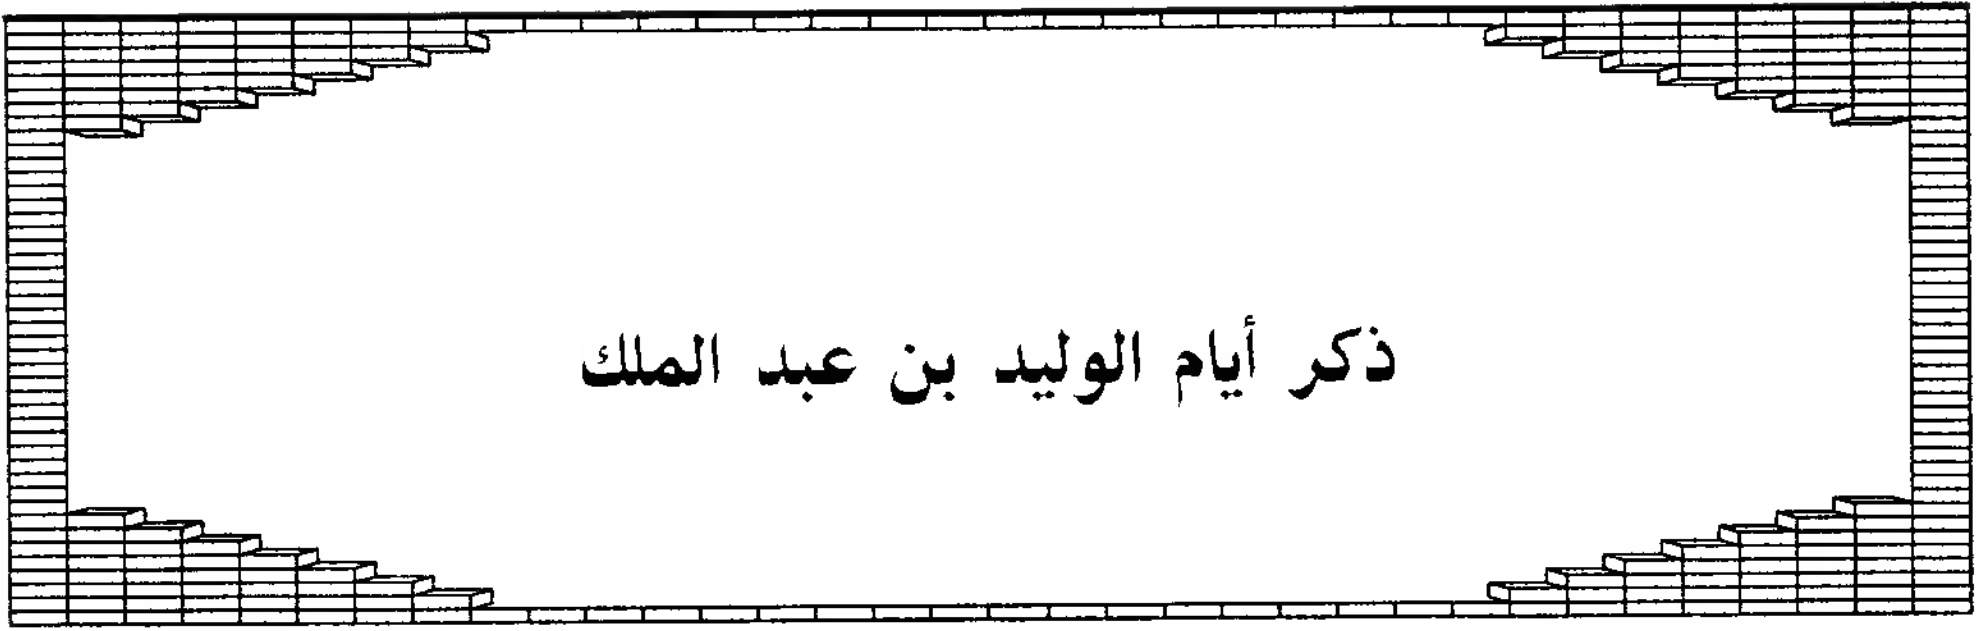 ذكر أيام الوليد بن عبد الملك